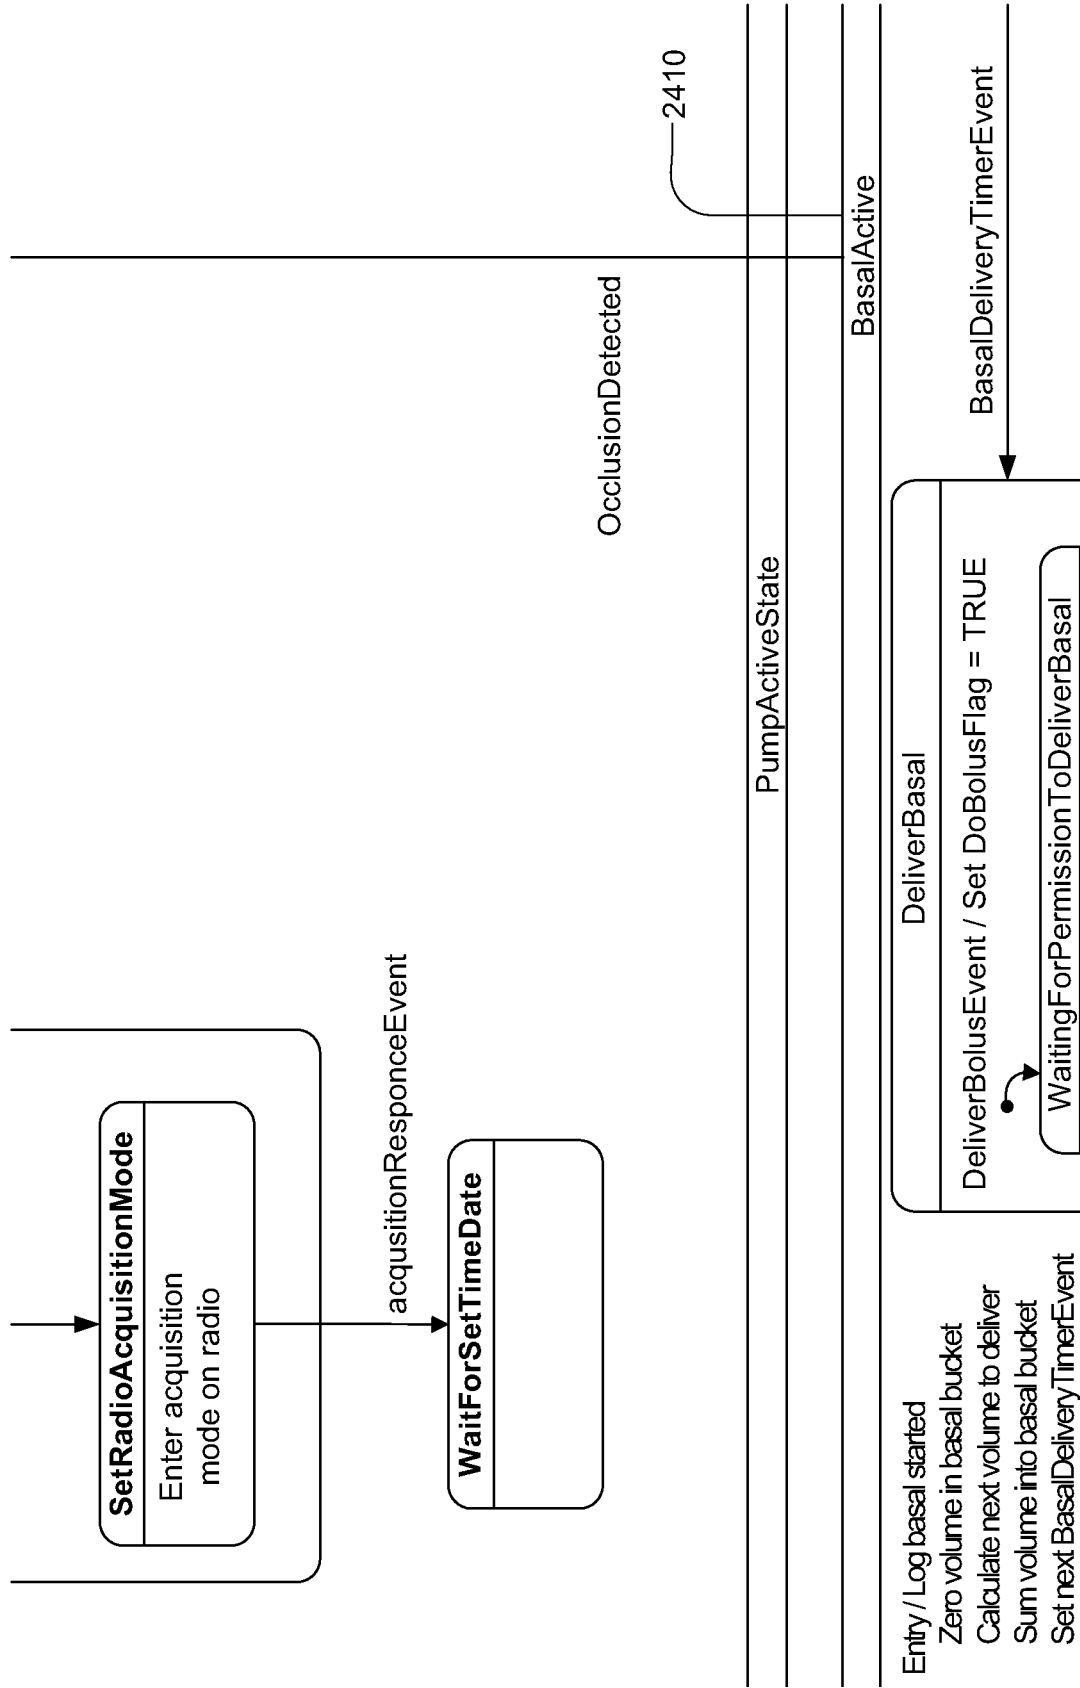 SetRadioAcquisitionMode
Enter acquisition
mode on radio
acqusitionResponceEvent
WaitForSetTimeDate
OcclusionDetected
2410
PumpActiveState
BasalActive
DeliverBasal
DeliverBolusEvent / Set DoBolusFlag = TRUE
WaitingForPermissionToDeliverBasal
BasalDeliveryTimerEvent
Entry / Log basal started
Zero volume in basal bucket
Calculate next volume to deliver
Sum volume into basal bucket
Set next BasalDeliveryTimerEvent